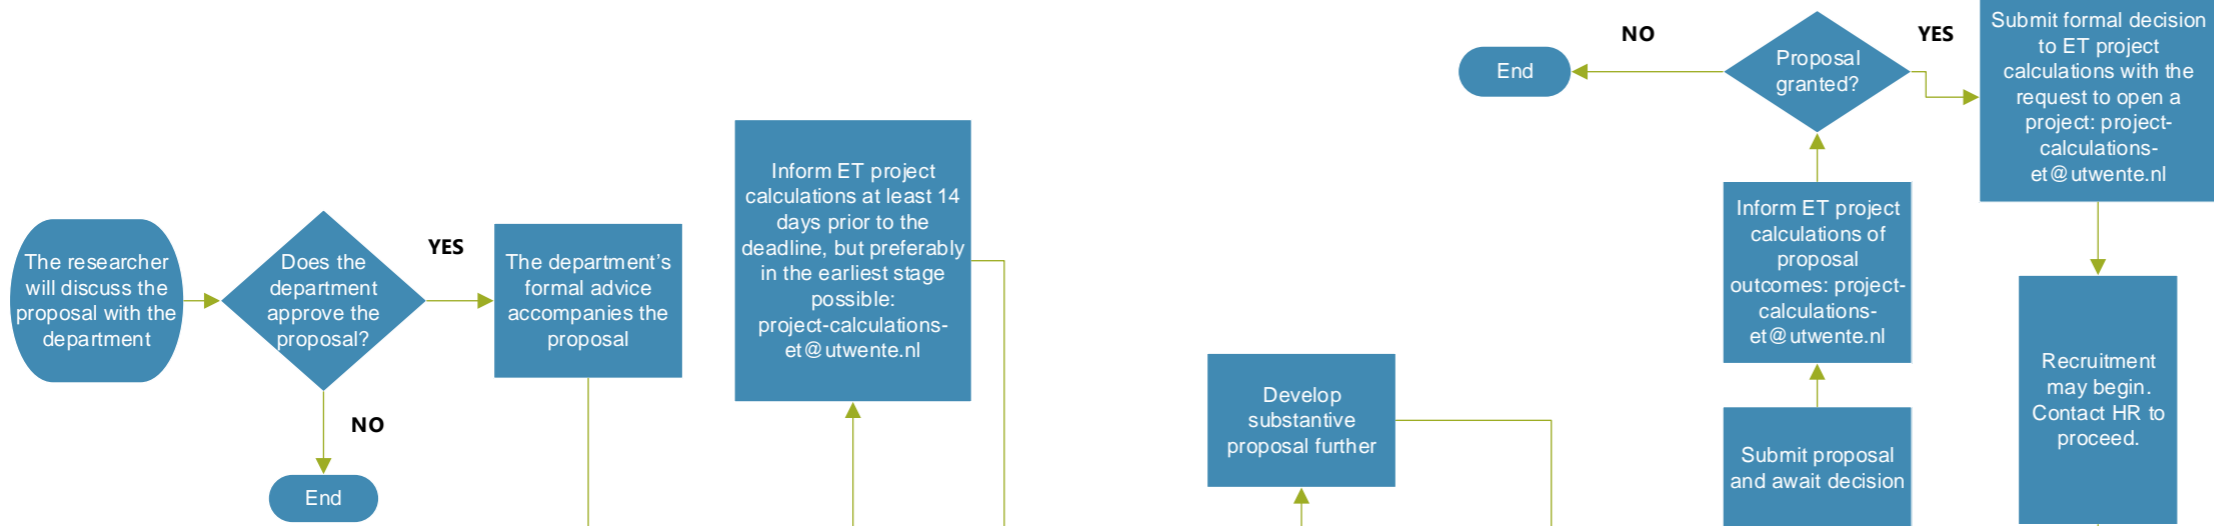 The researcher
will discuss the
proposal with the
department
Does the
department
approve the
proposal?
YES
NO
End
The department’s
formal advice
accompanies the
proposal
Inform ET project
calculations at least 14
days prior to the
deadline, but preferably
in the earliest stage
possible:
project-calculations-
et@utwente.nl
Develop
substantive
proposal further
Submit proposal
and await decision
Inform ET project
calculations of
proposal
outcomes: project-
calculations-
et@utwente.nl
Proposal
granted?
NO
End
YES
Submit formal decision
to ET project
calculations with the
request to open a
project: project-
calculations-
et@utwente.nl
Recruitment
may begin.
Contact HR to
proceed.